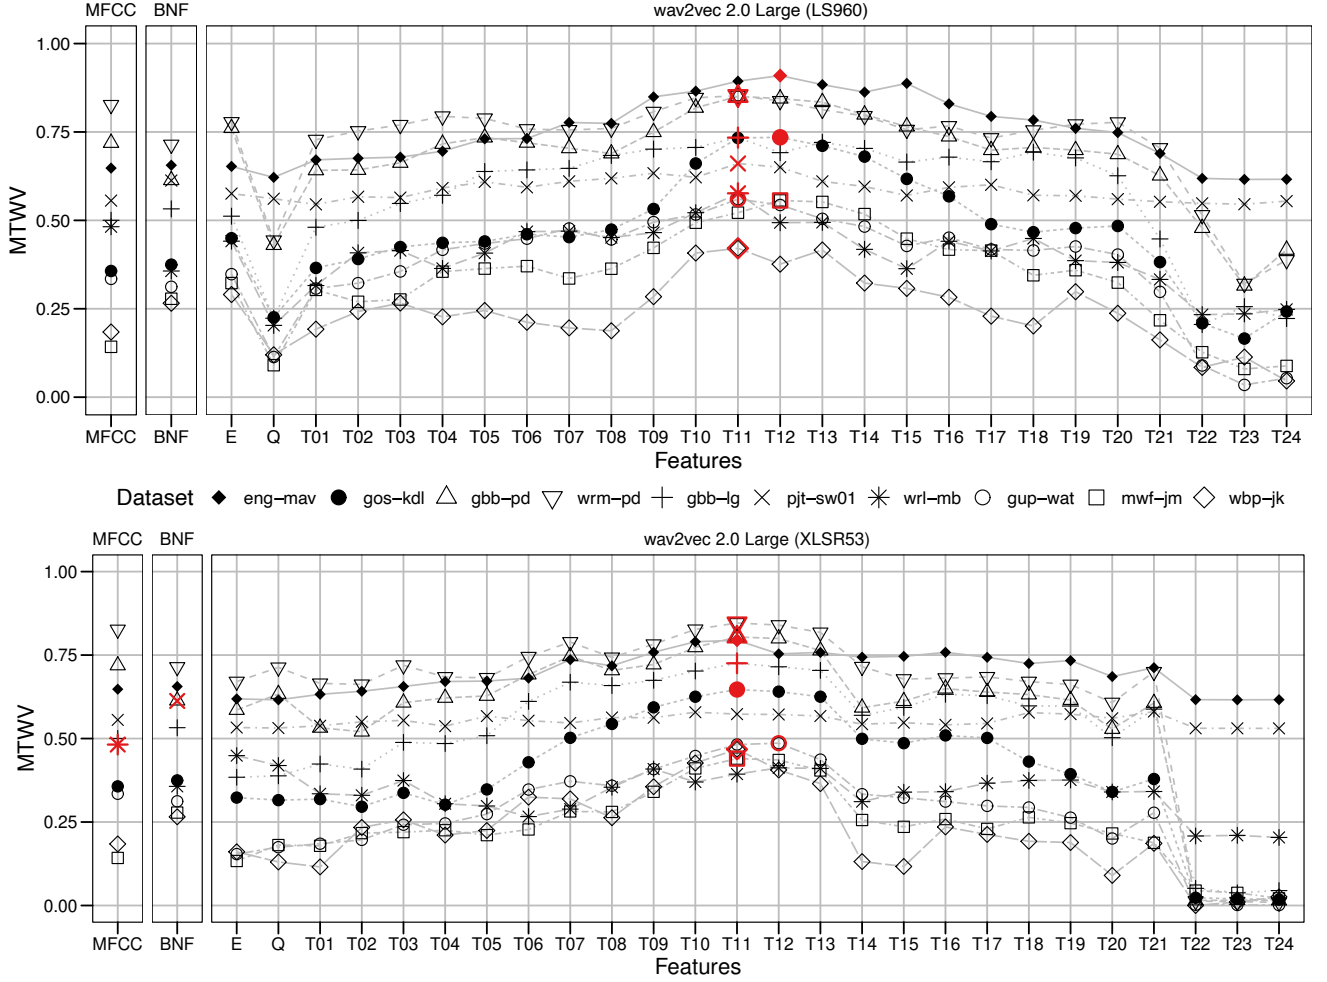 MFCC BNF wav2vec 2.0 Large (LS960)
1.00
0.75
0.50
0.25
0.00
MTWV
MFCC BNF E Q T01 T02 T03 T04 T05 T06 T07 T08 T09 T10 T11 T12 T13 T14 T15 T16 T17 T18 T19 T20 T21 T22 T23 T24
Features
Dataset eng−mav gos−kdl gbb−pd wrm−pd gbb−lg pjt−sw01 wrl−mb gup−wat mwf−jm wbp−jk
MFCC BNF wav2vec 2.0 Large (XLSR53)
1.00
0.75
0.50
0.25
0.00
MTWV
MFCC BNF E Q T01 T02 T03 T04 T05 T06 T07 T08 T09 T10 T11 T12 T13 T14 T15 T16 T17 T18 T19 T20 T21 T22 T23 T24
Features